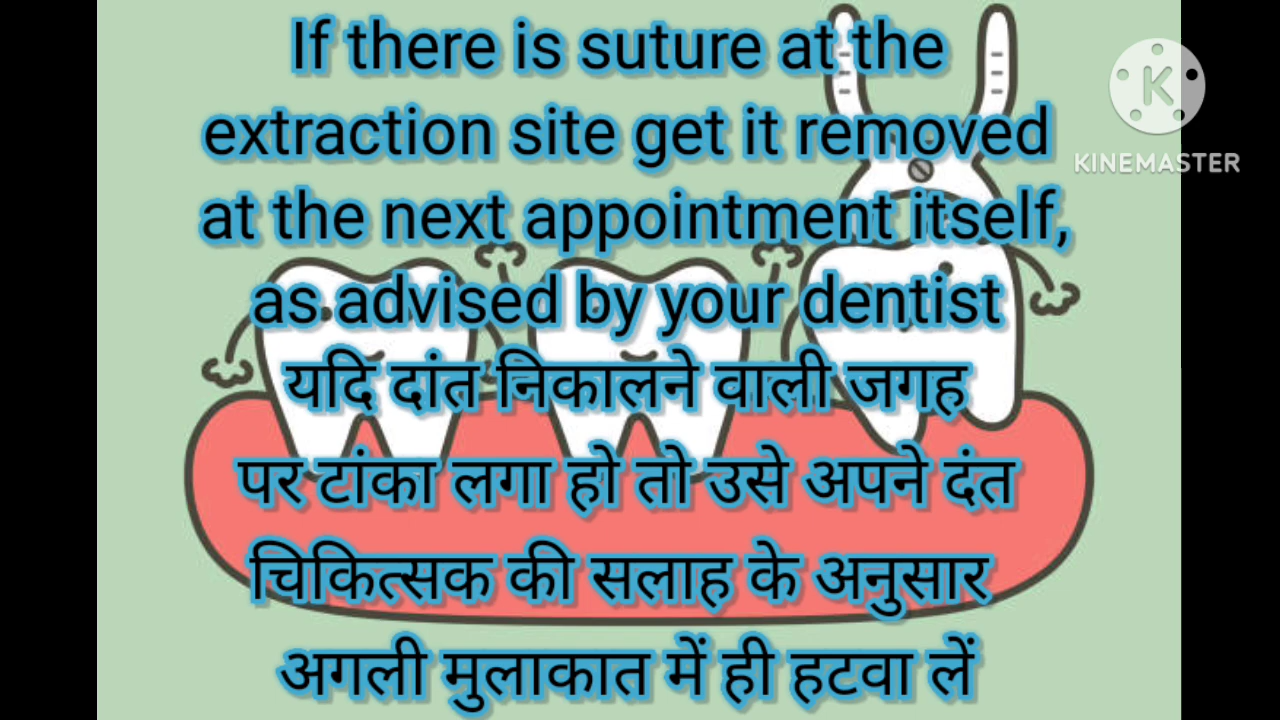 If there is suture at the
extraction site get it removed
at the next appointment itself,
as advised by your dentist
यदि दांत निकालने वाली जगह
पर टांका लगा हो तो उसे अपने दंत
चिकित्सक की सलाह के अनुसार
अगली मुलाकात में ही हटवा लें
K
KINEMASTER